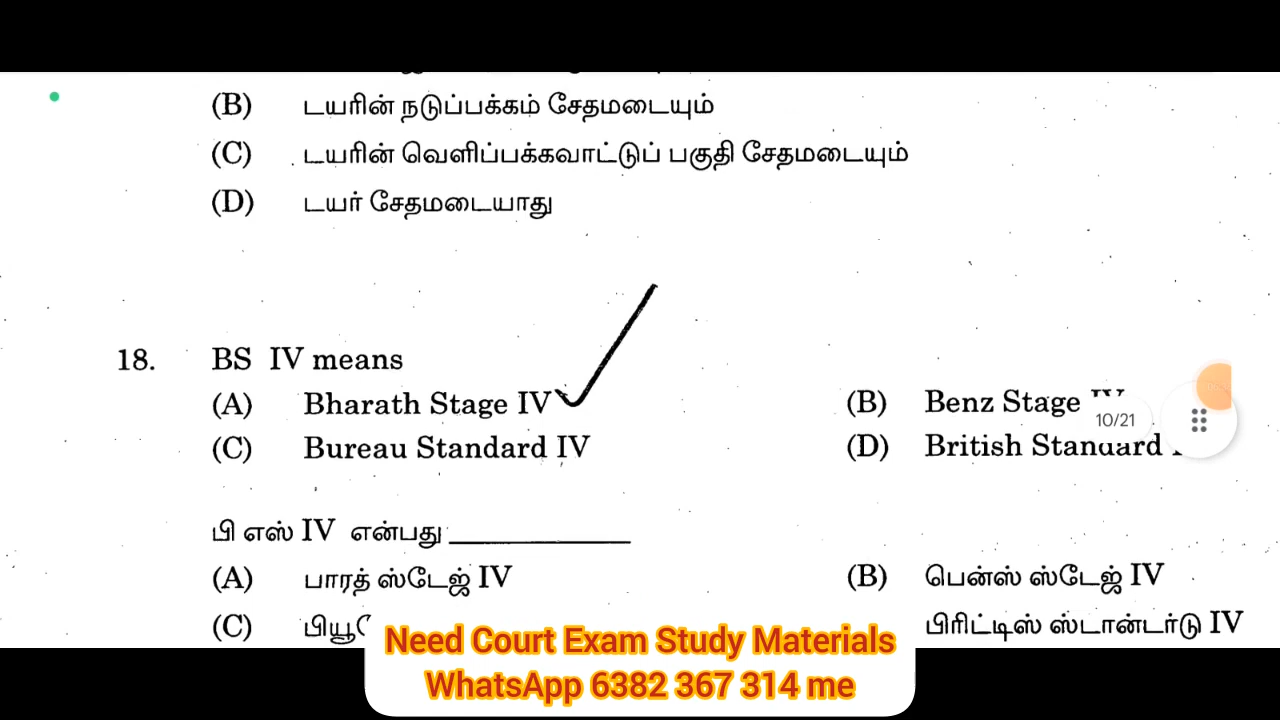 (B) டயரின் நடுப்பக்கம் சேதமடையும்
(C) டயரின் வெளிப்பக்கவாட்டுப் பகுதி சேதமடையும்
(D) டயர் சேதமடையாது
18. BS IV means
(A) Bharath Stage IV (B) Benz Stage IV
10/21
(C) Bureau Standard IV (D) British Standard
பி எஸ் IV என்பது
(A) பாரத் ஸ்டேஜ் IV (B) பென்ஸ் ஸ்டேஜ் IV
(C) பிரிட்டிஸ் ஸ்டான்டர்டு IV
Need Court Exam Study Materials
WhatsApp 6382 367 314 me